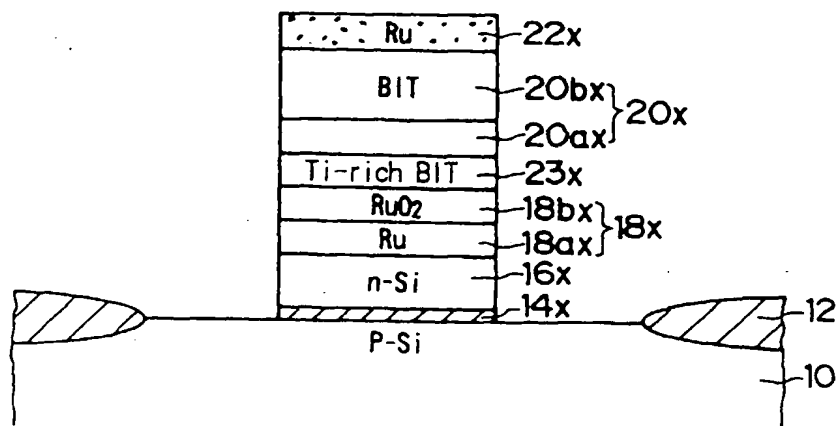 Ru 22x
BIT 20bx
20x
20ax
Ti-rich BIT 23x
RuO₂ 18bx
18x
Ru 18ax
n-Si 16x
14x
12
P-Si
10